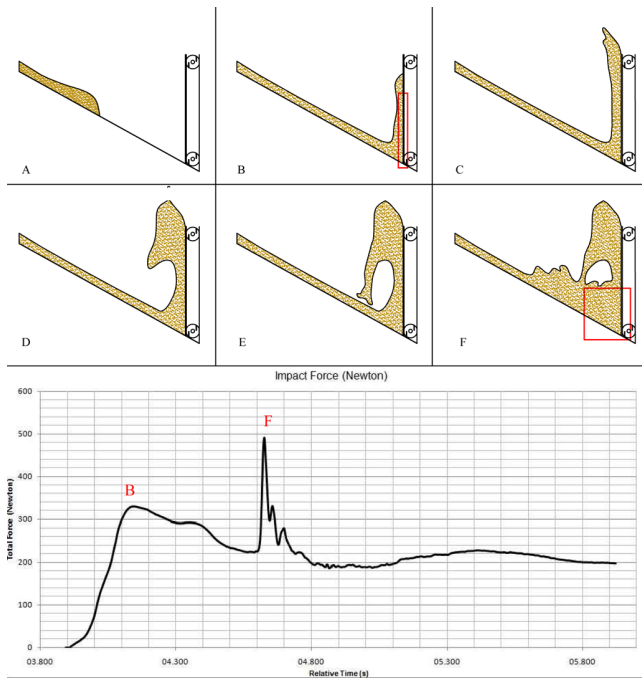 A
B
C
D
E
F
Impact Force (Newton)
600
500
400
300
200
100
0
Total Force (Newton)
B
F
03.800
04.300
04.800
05.300
05.800
Relative Time (s)